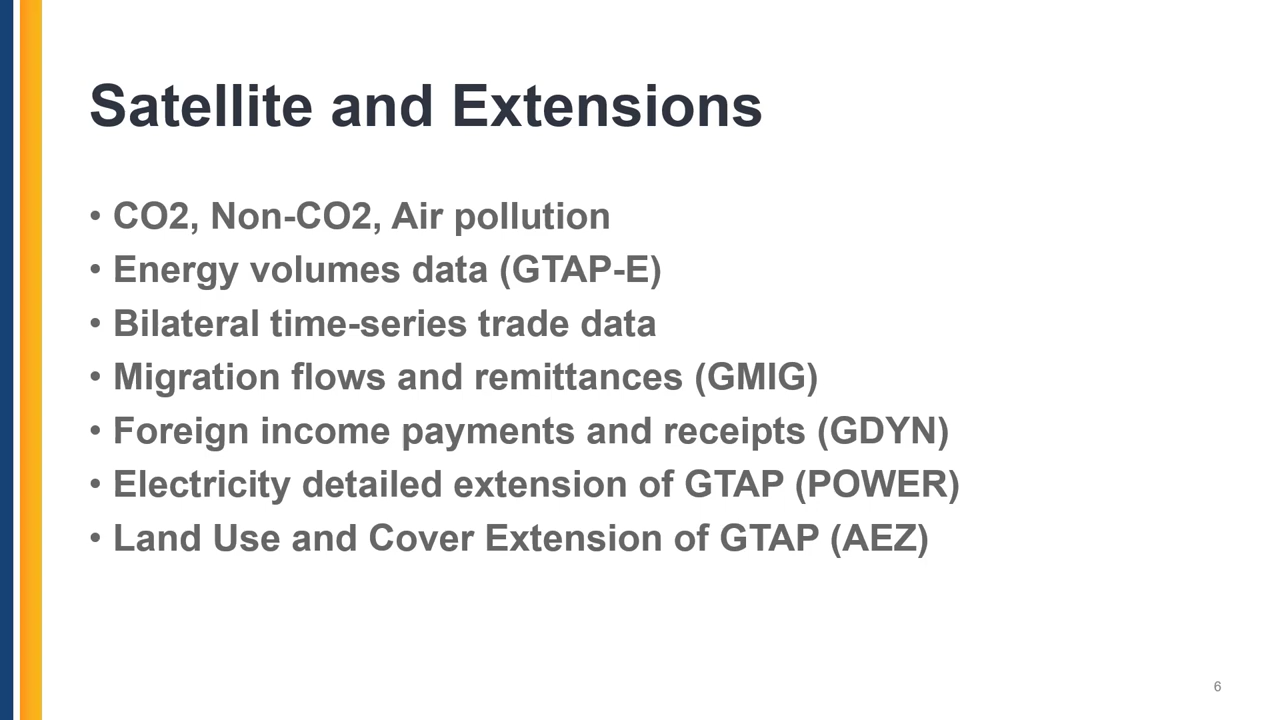 Satellite and Extensions
• CO2, Non-CO2, Air pollution
• Energy volumes data (GTAP-E)
• Bilateral time-series trade data
• Migration flows and remittances (GMIG)
• Foreign income payments and receipts (GDYN)
• Electricity detailed extension of GTAP (POWER)
• Land Use and Cover Extension of GTAP (AEZ)
6